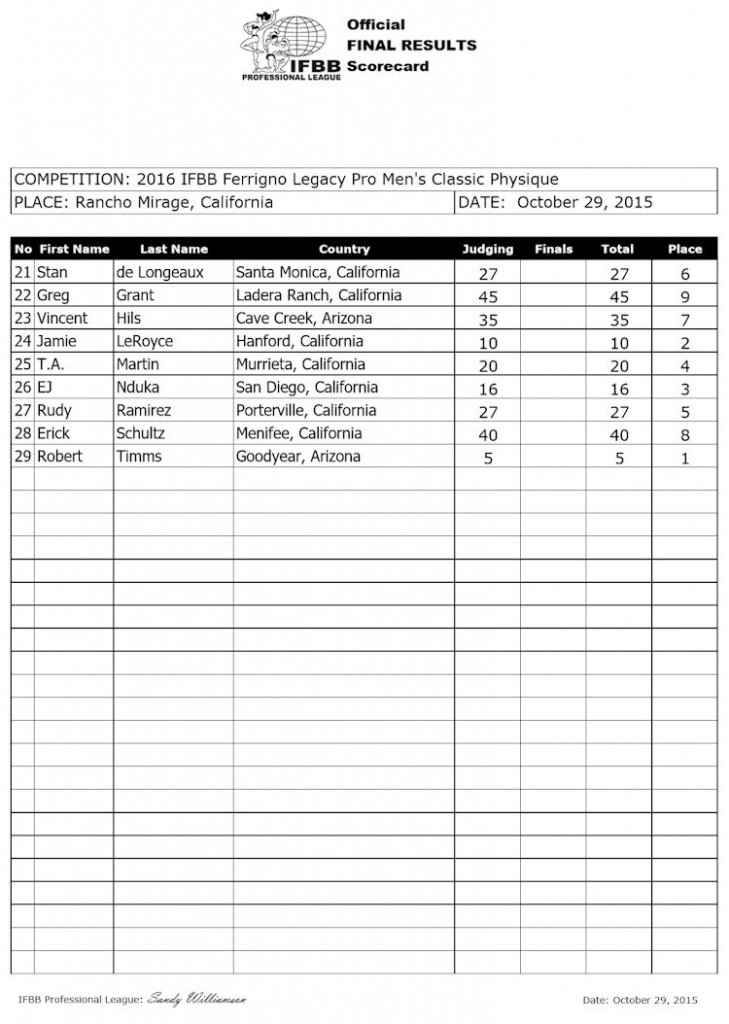 Official
FINAL RESULTS
Scorecard
IFBB
PROFESSIONAL LEAGUE
COMPETITION: 2016 IFBB Ferrigno Legacy Pro Men's Classic Physique
PLACE: Rancho Mirage, California DATE: October 29, 2015
No First Name Last Name Country Judging Finals Total Place
21 Stan de Longeaux Santa Monica, California 27 27 6
22 Greg Grant Ladera Ranch, California 45 45 9
23 Vincent Hils Cave Creek, Arizona 35 35 7
24 Jamie LeRoyce Hanford, California 10 10 2
25 T.A. Martin Murrieta, California 20 20 4
26 EJ Nduka San Diego, California 16 16 3
27 Rudy Ramirez Porterville, California 27 27 5
28 Erick Schultz Menifee, California 40 40 8
29 Robert Timms Goodyear, Arizona 5 5 1
IFBB Professional League: Sandy Williamson Date: October 29, 2015